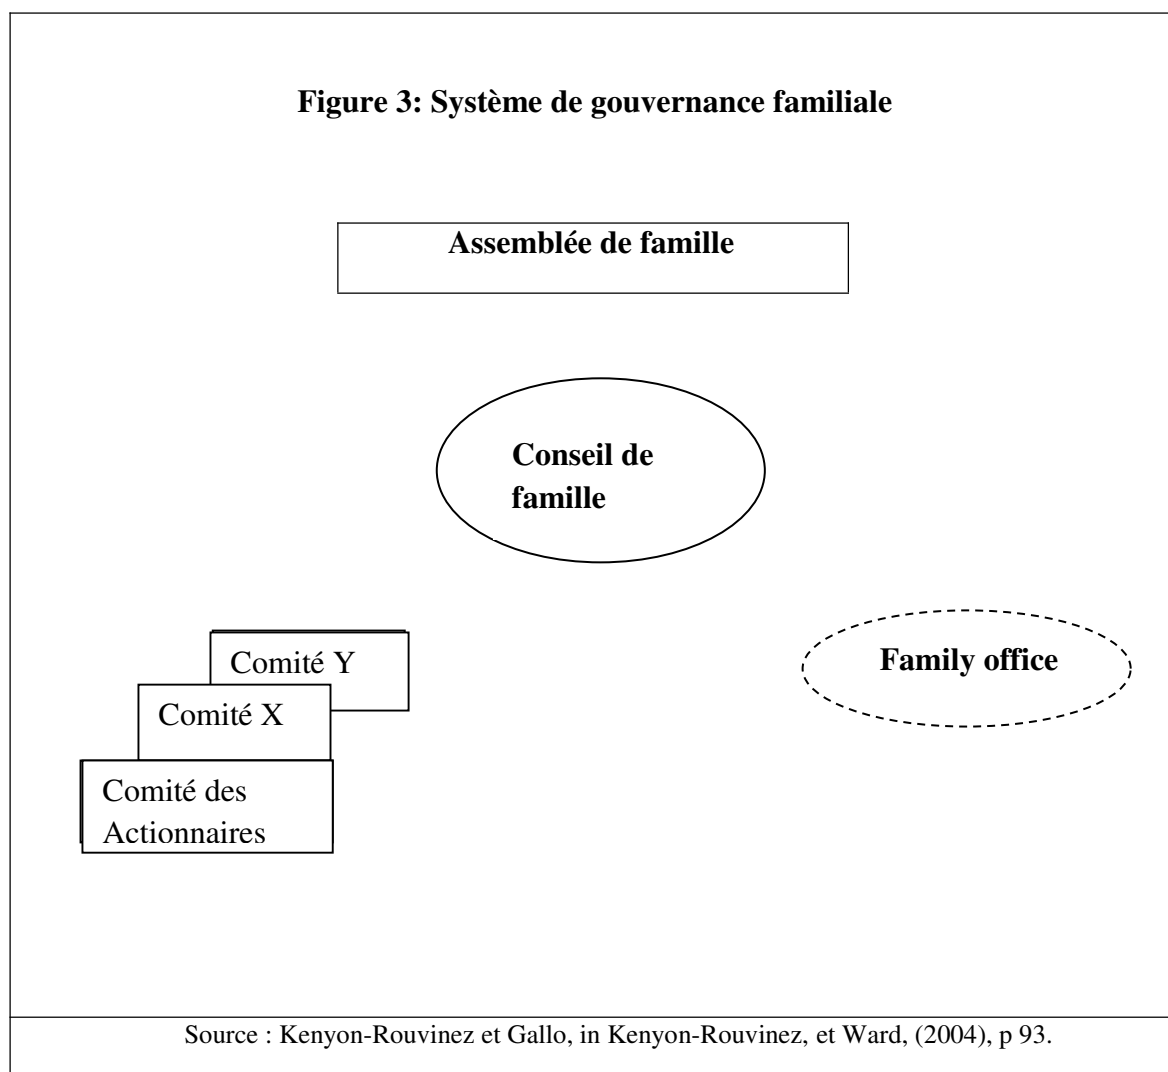 Figure 3: Système de gouvernance familiale
Assemblée de famille
Conseil de
famille
Family office
Comité Y
Comité X
Comité des
Actionnaires
Source : Kenyon-Rouvinez et Gallo, in Kenyon-Rouvinez, et Ward, (2004), p 93.